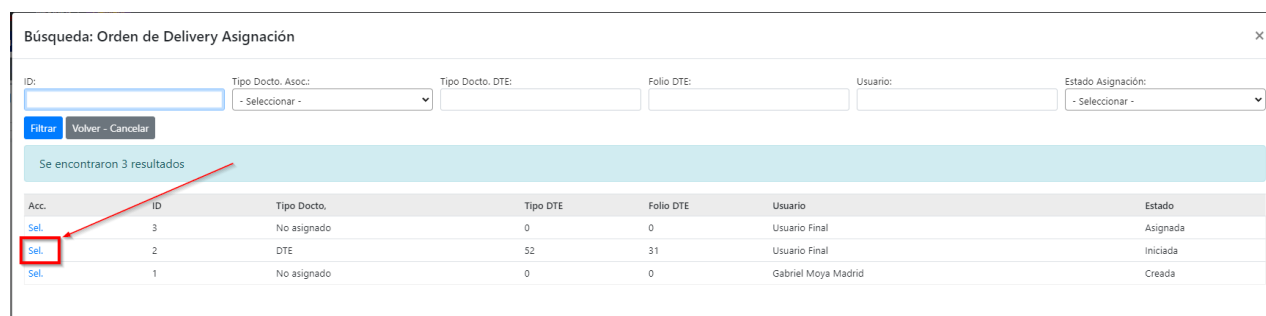 Búsqueda: Orden de Delivery Asignación ×
ID: Tipo Docto. Asoc.: Tipo Docto. DTE: Folio DTE: Usuario: Estado Asignación:
- Seleccionar - - Seleccionar -
Filtrar Volver - Cancelar
Se encontraron 3 resultados
Acc. ID Tipo Docto, Tipo DTE Folio DTE Usuario Estado
Sel. 3 No asignado 0 0 Usuario Final Asignada
Sel. 2 DTE 52 31 Usuario Final Iniciada
Sel. 1 No asignado 0 0 Gabriel Moya Madrid Creada